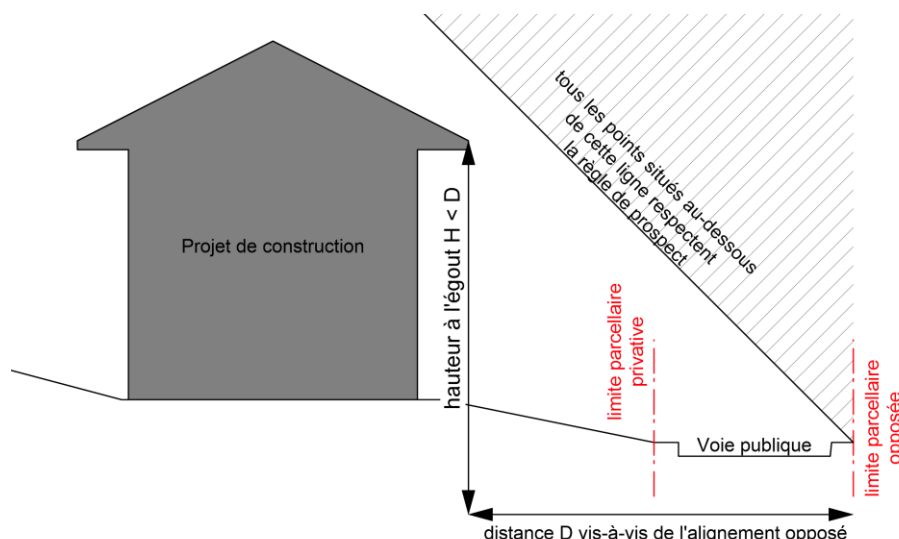 tous les points situés au-dessous
de cette ligne respectent
la règle de prospect
Projet de construction
hauteur à l'égout H < D
limite parcellaire
privative
limite parcellaire
opposée
Voie publique
distance D vis-à-vis de l'alignement opposé